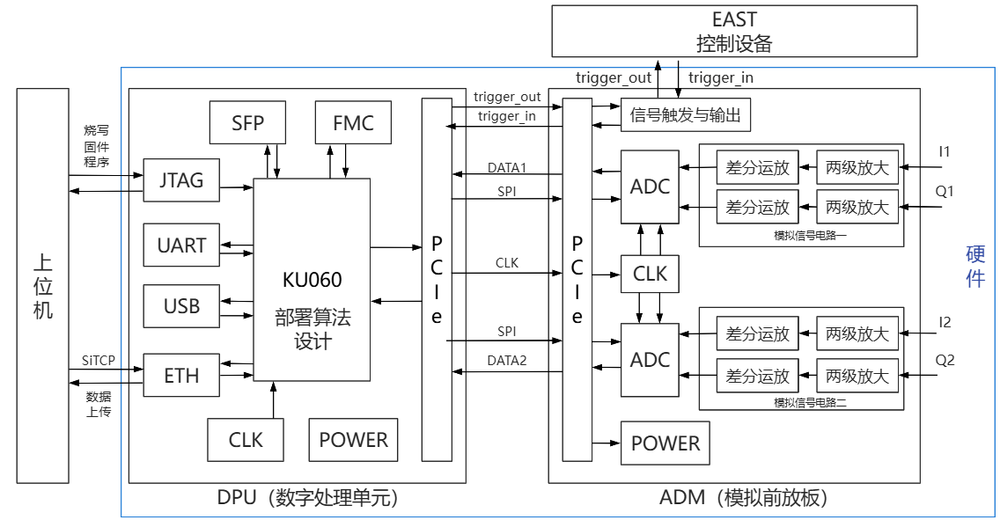 EAST
控制设备
trigger_out
trigger_in
上
位
机
烧写
固件
程序
SiTCP
数据
上传
SFP
FMC
JTAG
UART
USB
ETH
KU060
部署算法
设计
CLK
POWER
P
C
I
e
DPU（数字处理单元）
trigger_out
trigger_in
DATA1
SPI
CLK
SPI
DATA2
P
C
I
e
信号触发与输出
ADC
差分运放
两级放大
I1
差分运放
两级放大
Q1
模拟信号电路一
CLK
ADC
差分运放
两级放大
I2
差分运放
两级放大
Q2
模拟信号电路二
POWER
ADM（模拟前放板）
硬
件